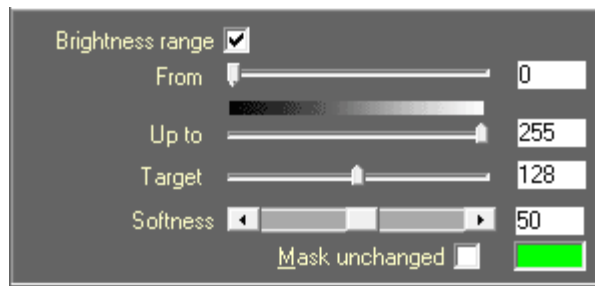 Brightness range
From 0
Up to 255
Target 128
Softness 50
Mask unchanged